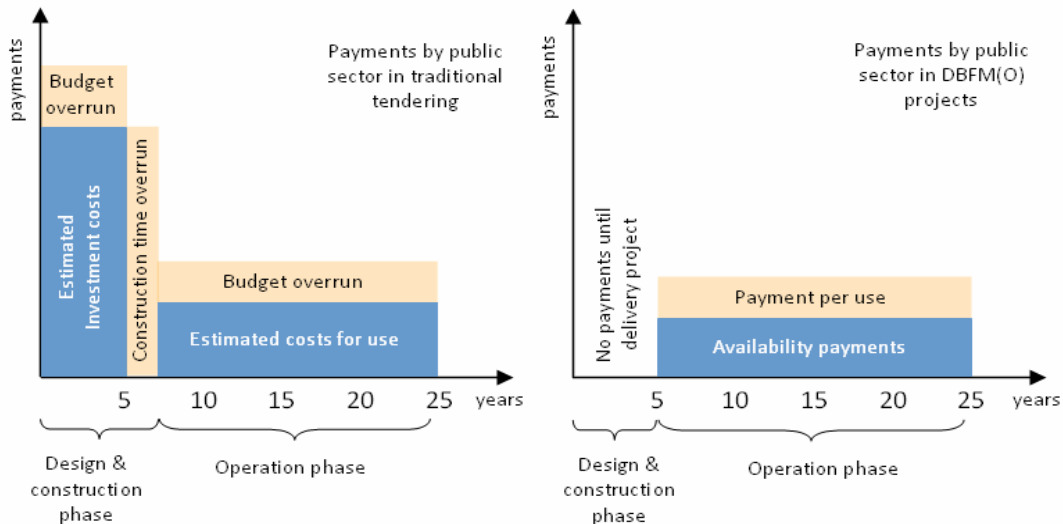 payments
Payments by public
sector in traditional
tendering
Budget
overrun
Estimated
Investment costs
Construction time overrun
Budget overrun
Estimated costs for use
5 10 15 20 25 years
Design &
construction
phase
Operation phase
payments
Payments by public
sector in DBFM(O)
projects
No payments until
delivery project
Payment per use
Availability payments
5 10 15 20 25 years
Design &
construction
phase
Operation phase